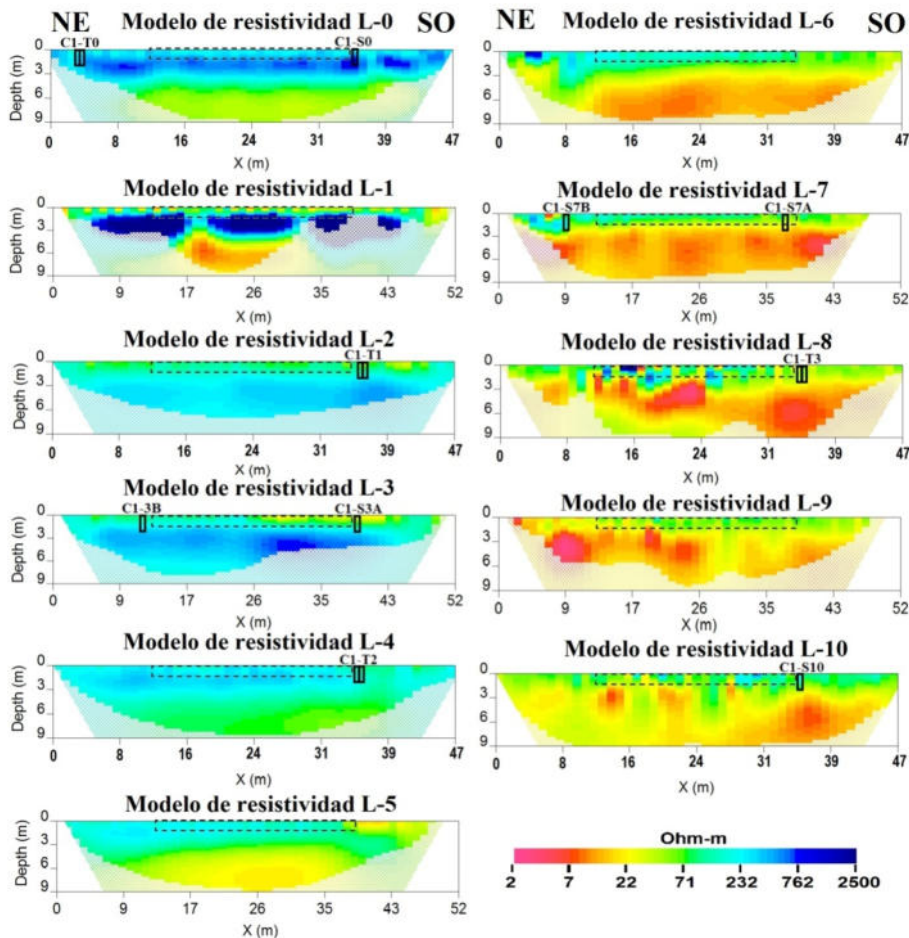 NE Modelo de resistividad L-0 SO
C1-T0 C1-S0
0
3
6
9
Depth (m)
0 8 16 24 31 39 47
X (m)
Modelo de resistividad L-1
0
3
6
9
Depth (m)
0 9 17 26 35 43 52
X (m)
Modelo de resistividad L-2
C1-T1
0
3
6
9
Depth (m)
0 8 16 24 31 39 47
X (m)
Modelo de resistividad L-3
C1-3B C1-S3A
0
3
6
9
Depth (m)
0 9 17 26 35 43 52
X (m)
Modelo de resistividad L-4
C1-T2
0
3
6
9
Depth (m)
0 8 16 24 31 39 47
X (m)
Modelo de resistividad L-5
0
3
6
9
Depth (m)
0 9 17 26 35 43 52
X (m)
NE Modelo de resistividad L-6 SO
0
3
6
9
0 8 16 24 31 39 47
X (m)
Modelo de resistividad L-7
C1-S7B C1-S7A
0
3
6
9
0 9 17 26 35 43 52
X (m)
Modelo de resistividad L-8
C1-T3
0
3
6
9
0 8 16 24 31 39 47
X (m)
Modelo de resistividad L-9
0
3
6
9
0 9 17 26 35 43 52
X (m)
Modelo de resistividad L-10
C1-S10
0
3
6
9
0 8 16 24 31 39 47
X (m)
Ohm-m
2 7 22 71 232 762 2500